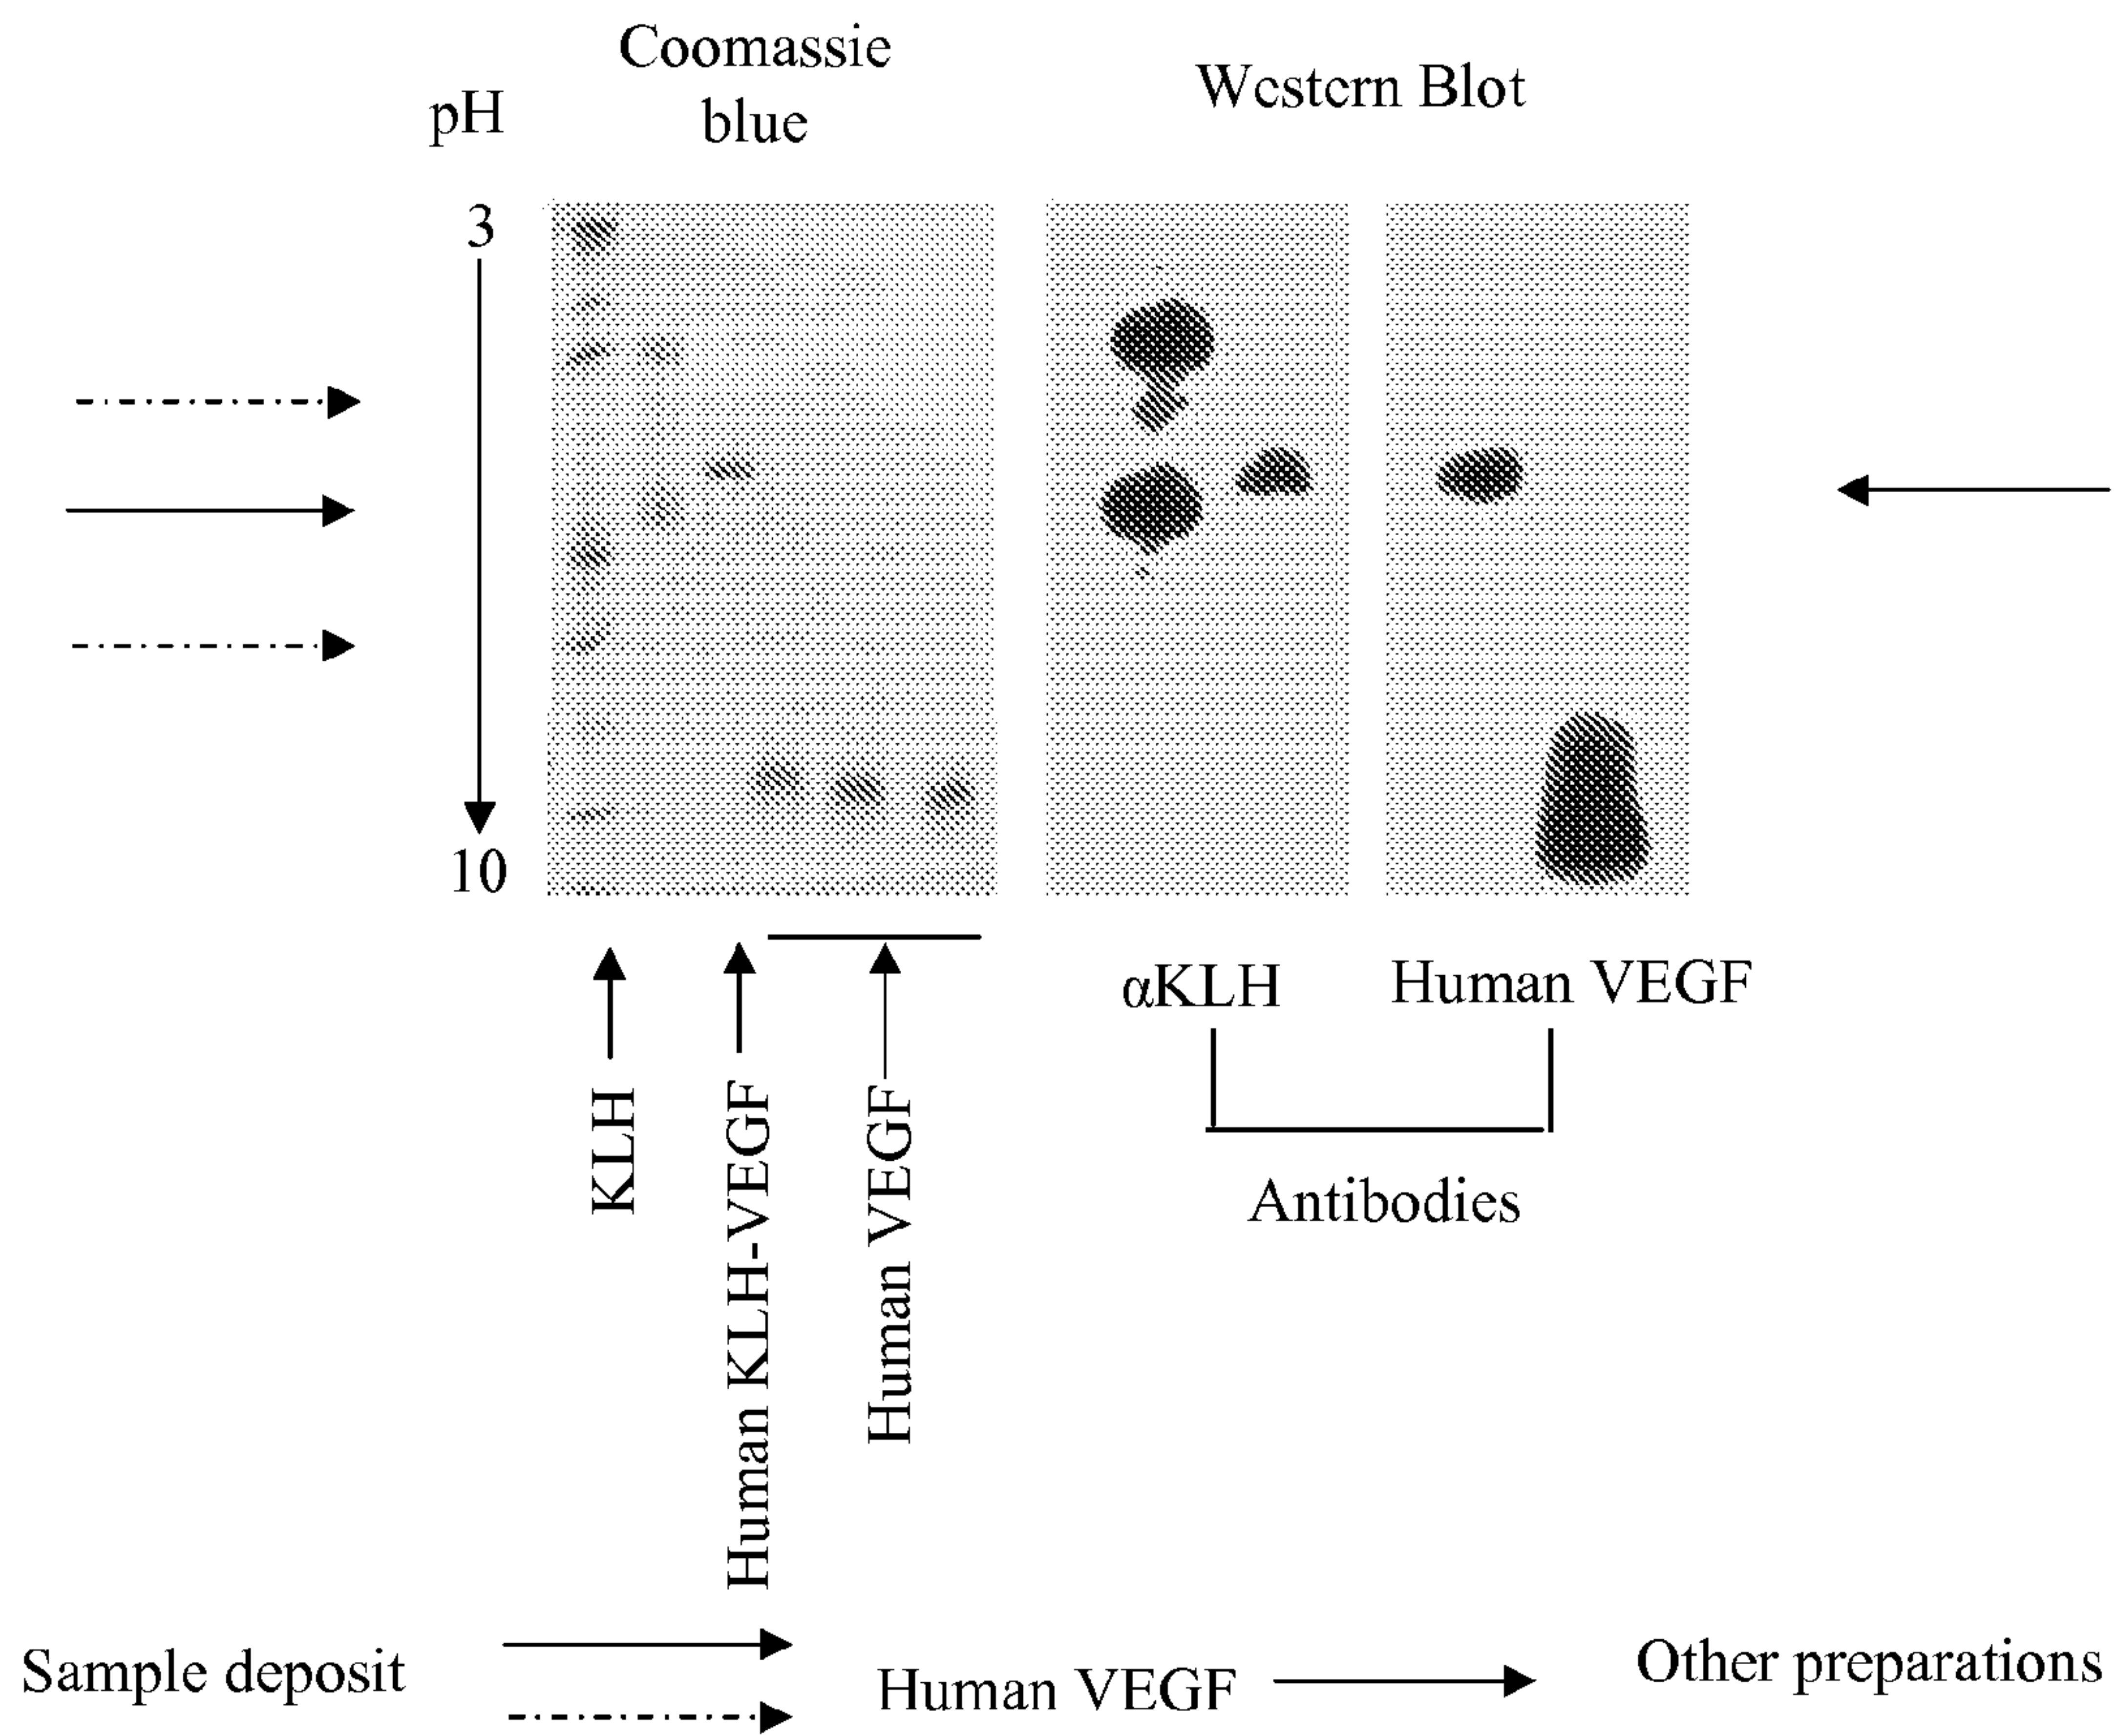 Coomassie
blue
Western Blot
pH
3
10
αKLH
Human VEGF
Antibodies
KLH
Human KLH-VEGF
Human VEGF
Sample deposit
Human VEGF
Other preparations